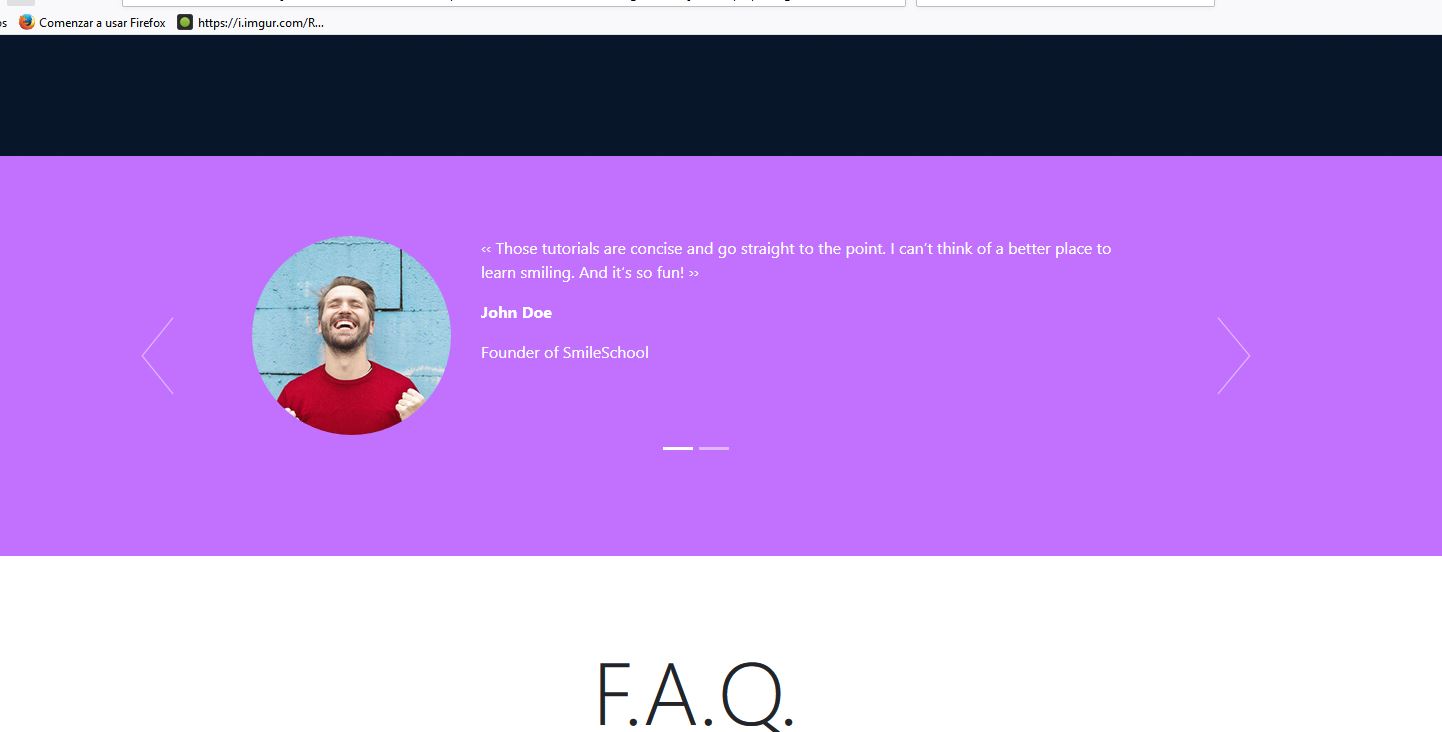 Comenzar a usar Firefox
https://i.imgur.com/R...
‹‹ Those tutorials are concise and go straight to the point. I can’t think of a better place to
learn smiling. And it’s so fun! ››
John Doe
Founder of SmileSchool
F.A.Q.